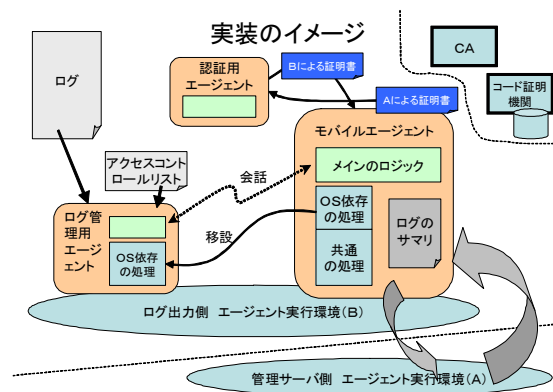 実装のイメージ
ログ
認証用
エージェント
Bによる証明書
Aによる証明書
CA
コード証明
機関
モバイルエージェント
メインのロジック
アクセスコント
ロールリスト
会話
ログ管
理用
エージ
ェント
OS依存
の処理
移設
OS依存
の処理
共通
の処理
ログの
サマリ
ログ出力側 エージェント実行環境(B)
管理サーバ側 エージェント実行環境(A)